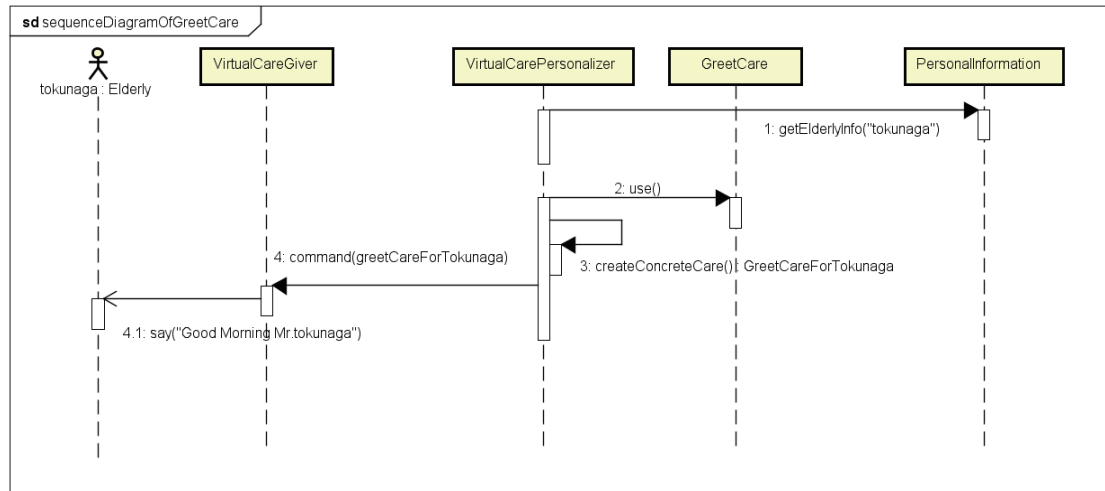 sd sequenceDiagramOfGreetCare
tokunaga : Elderly
VirtualCareGiver
VirtualCarePersonalizer
GreetCare
PersonalInformation
1: getElderlyInfo("tokunaga")
2: use()
3: createConcreteCare() : GreetCareForTokunaga
4: command(greetCareForTokunaga)
4.1: say("Good Morning Mr.tokunaga")